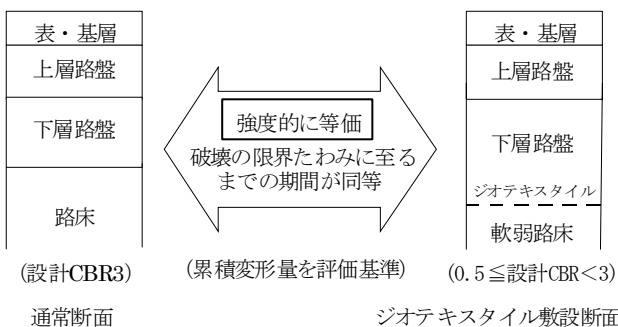 表・基層
上層路盤
下層路盤
路床
(設計CBR3)
通常断面
強度的に等価
破壊の限界たわみに至る
までの期間が同等
(累積変形量を評価基準)
表・基層
上層路盤
下層路盤
ジオテキスタイル
軟弱路床
(0.5≦設計CBR<3)
ジオテキスタイル敷設断面